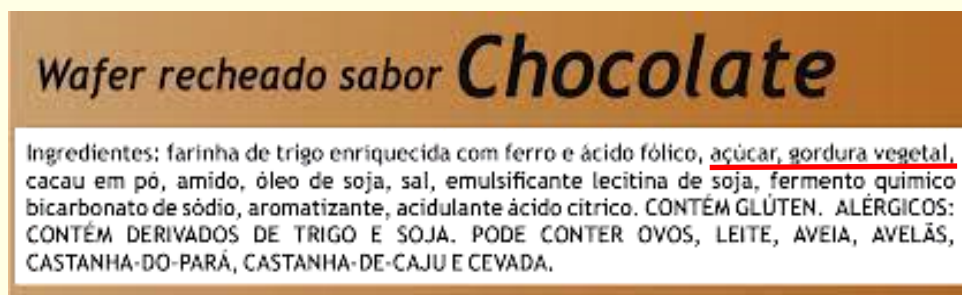 Wafer recheado sabor Chocolate
Ingredientes: farinha de trigo enriquecida com ferro e ácido fólico, açúcar, gordura vegetal,
cacau em pó, amido, óleo de soja, sal, emulsificante lecitina de soja, fermento químico
bicarbonato de sódio, aromatizante, acidulante ácido cítrico. CONTÉM GLÚTEN. ALÉRGICOS:
CONTÉM DERIVADOS DE TRIGO E SOJA. PODE CONTER OVOS, LEITE, AVEIA, AVELÃS,
CASTANHA-DO-PARÁ, CASTANHA-DE-CAJU E CEVADA.